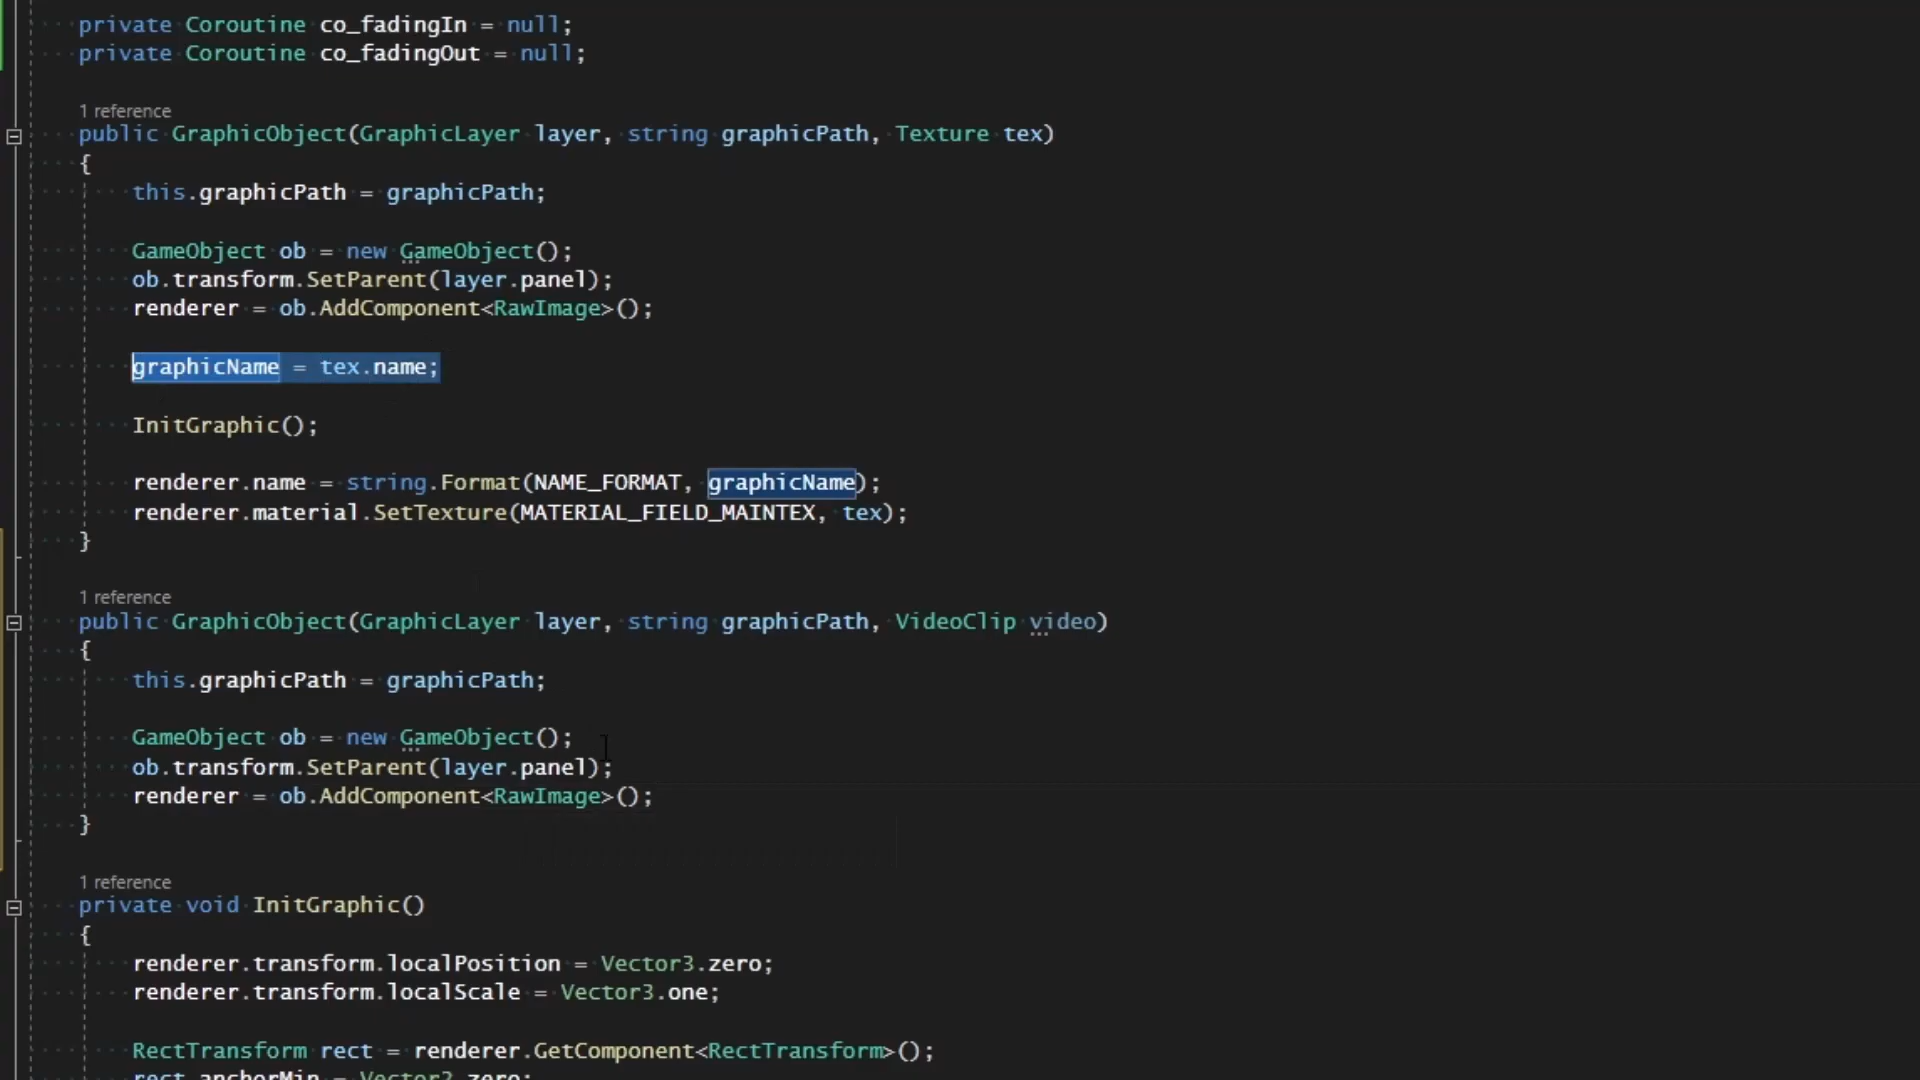 private Coroutine co_fadingIn = null;
private Coroutine co_fadingOut = null;
1 reference
public GraphicObject(GraphicLayer layer, string graphicPath, Texture tex)
{
this.graphicPath = graphicPath;
GameObject ob = new GameObject();
ob.transform.SetParent(layer.panel);
renderer = ob.AddComponent<RawImage>();
graphicName = tex.name;
InitGraphic();
renderer.name = string.Format(NAME_FORMAT, graphicName);
renderer.material.SetTexture(MATERIAL_FIELD_MAINTEX, tex);
}
1 reference
public GraphicObject(GraphicLayer layer, string graphicPath, VideoClip video)
{
this.graphicPath = graphicPath;
GameObject ob = new GameObject();
ob.transform.SetParent(layer.panel);
renderer = ob.AddComponent<RawImage>();
}
1 reference
private void InitGraphic()
{
renderer.transform.localPosition = Vector3.zero;
renderer.transform.localScale = Vector3.one;
RectTransform rect = renderer.GetComponent<RectTransform>();
rect.anchorMin = Vector2.zero;